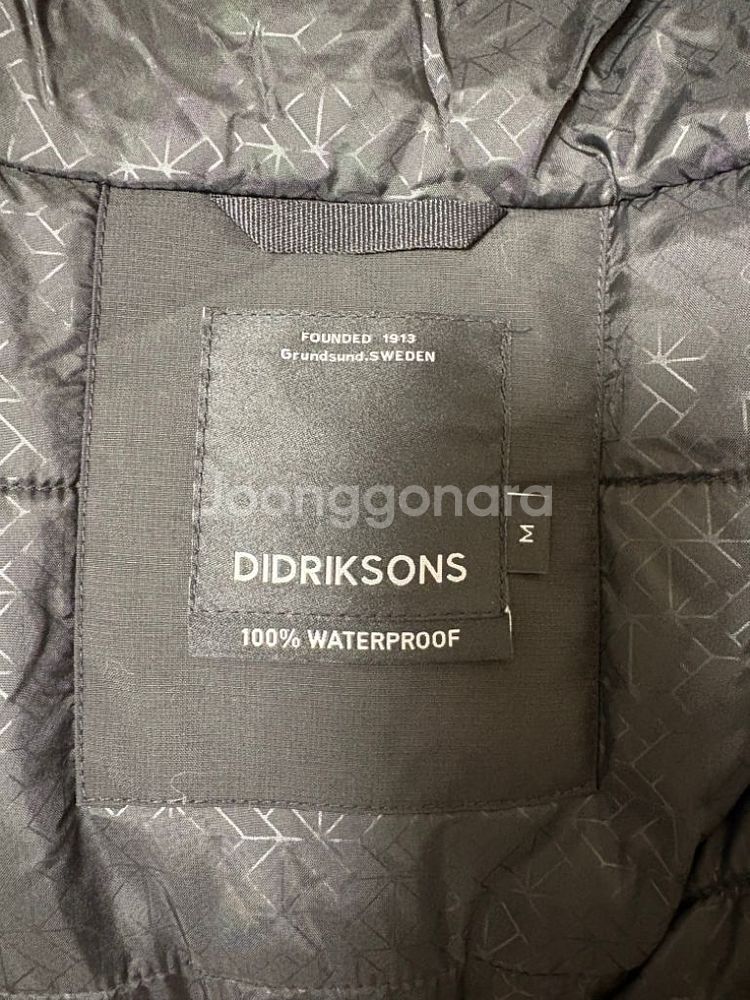 FOUNDED 1913
Grundsund.SWEDEN
Joonggonara
M
DIDRIKSONS
100% WATERPROOF